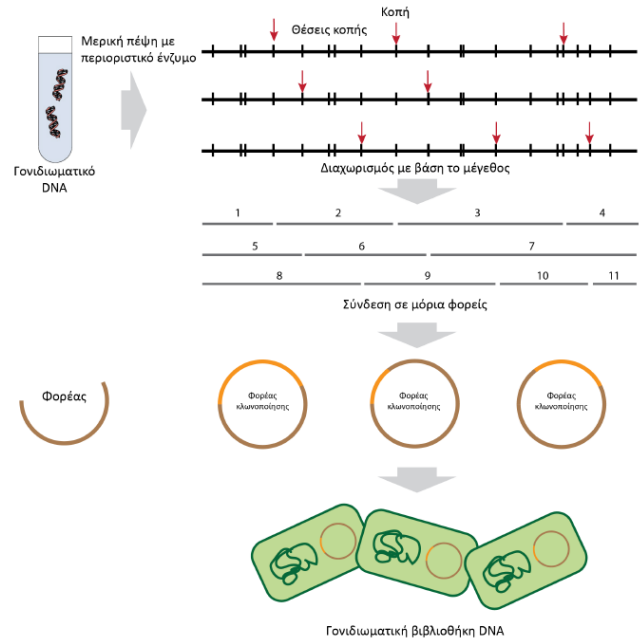 Μερική πέψη με
περιοριστικό ένζυμο
Γονιδιωματικό
DNA
Θέσεις κοπής
Κοπή
Διαχωρισμός με βάση το μέγεθος
1 2 3 4
5 6 7
8 9 10 11
Σύνδεση σε μόρια φορείς
Φορέας
Φορέας
κλωνοποίησης
Φορέας
κλωνοποίησης
Φορέας
κλωνοποίησης
Γονιδιωματική βιβλιοθήκη DNA